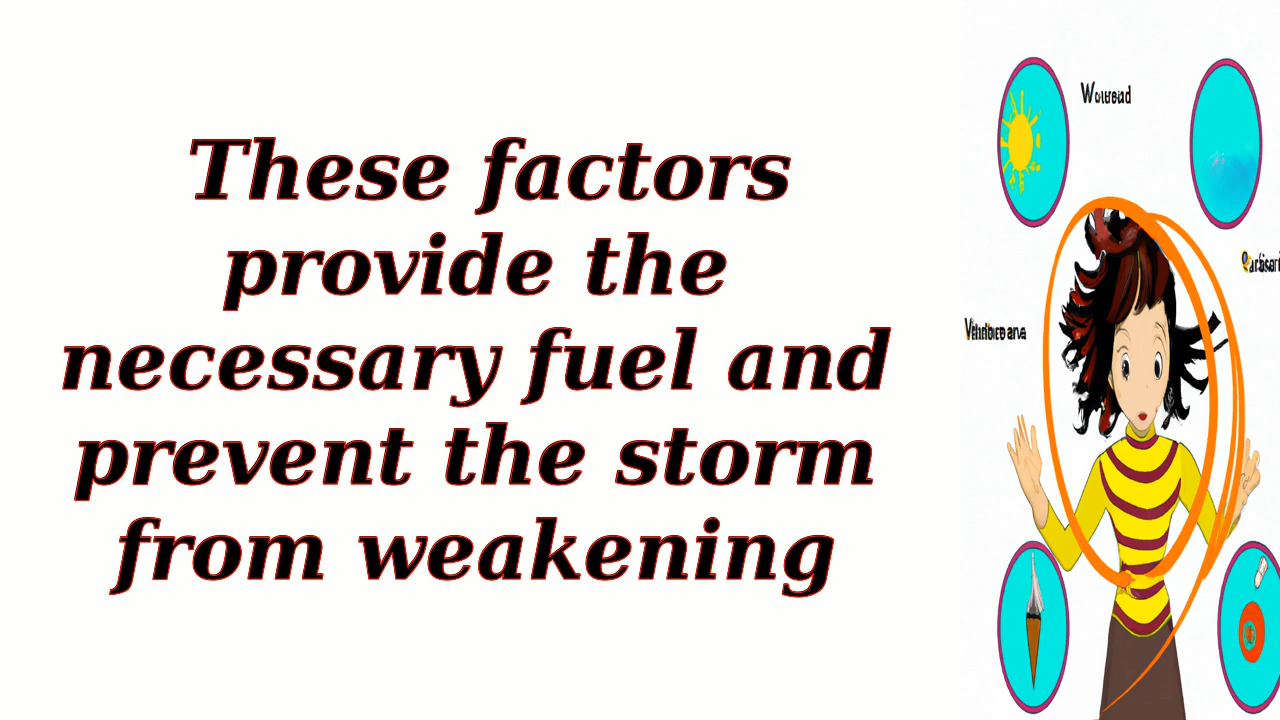 These factors
provide the
necessary fuel and
prevent the storm
from weakening